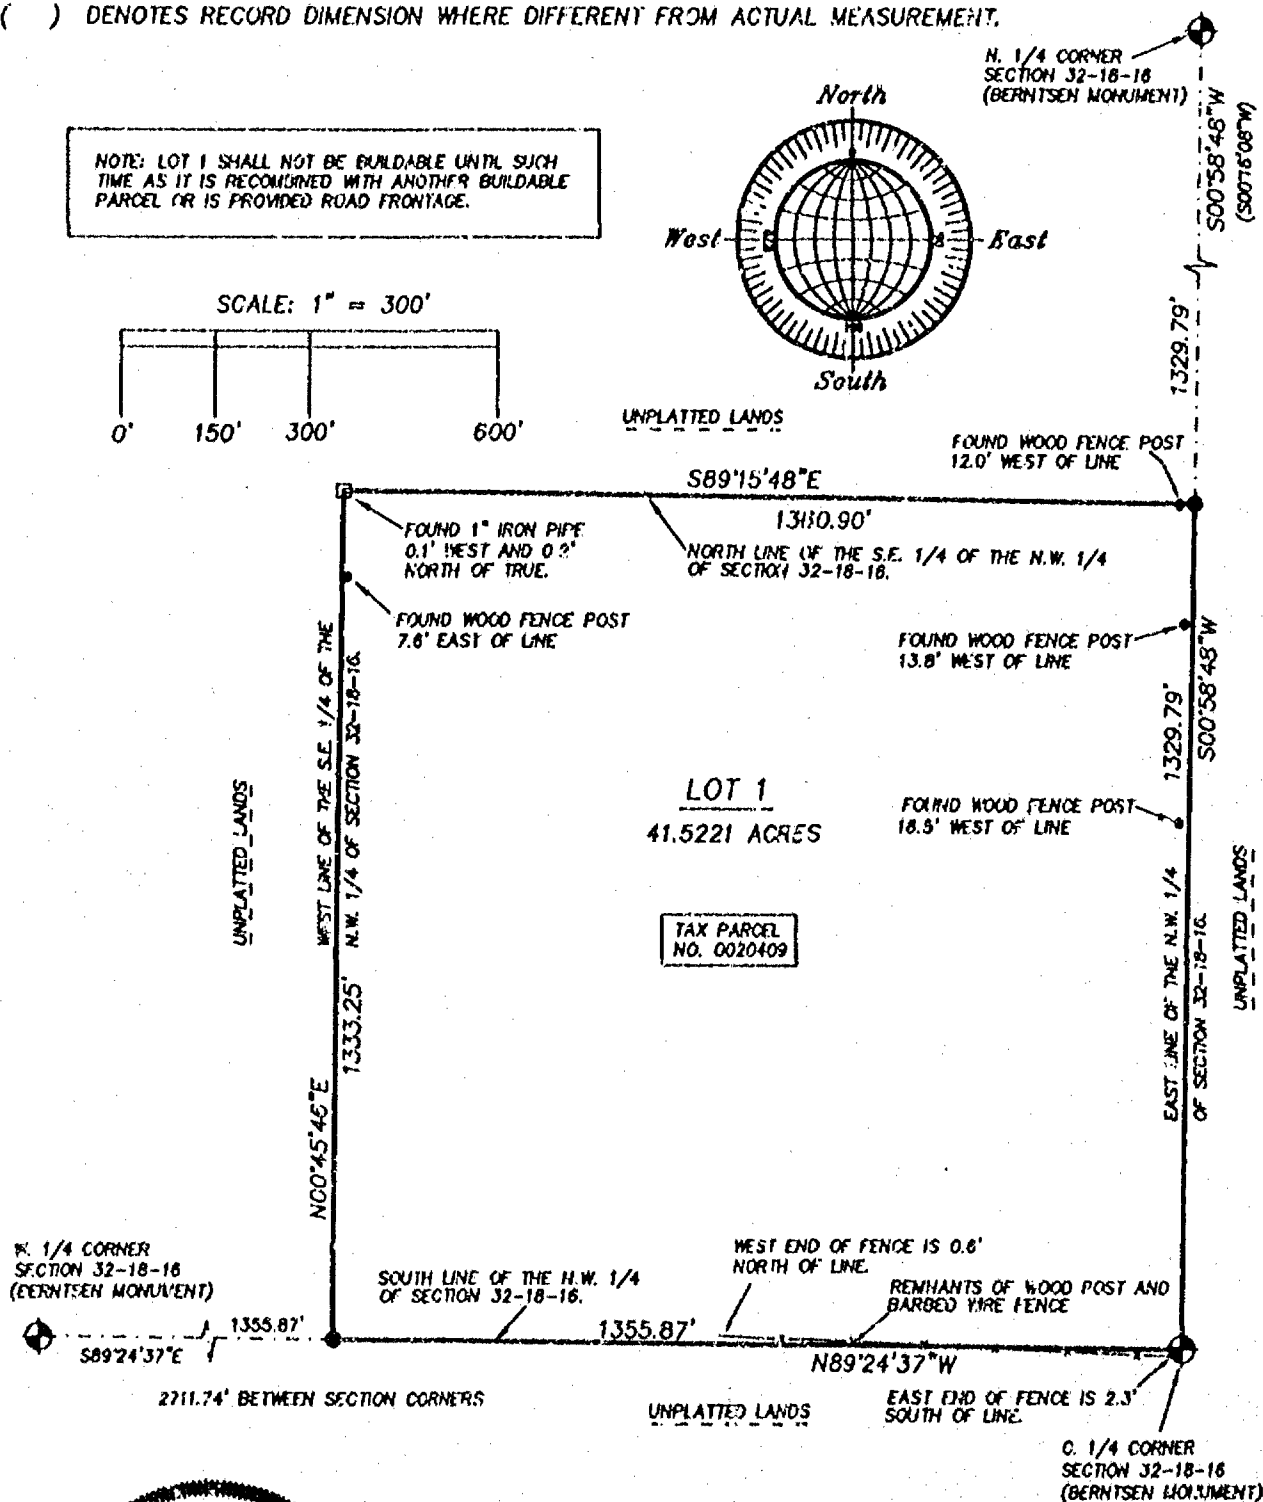 ( ) DENOTES RECORD DIMENSION WHERE DIFFERENT FROM ACTUAL MEASUREMENT.
N. 1/4 CORNER
SECTION 32-18-16
(BERNTSEN MONUMENT)
S00°58'48"W
(S00°16'08"W)
1329.79'
NOTE: LOT 1 SHALL NOT BE BUILDABLE UNTIL SUCH
TIME AS IT IS RECOMBINED WITH ANOTHER BUILDABLE
PARCEL OR IS PROVIDED ROAD FRONTAGE.
North
West
East
South
SCALE: 1" = 300'
0' 150' 300' 600'
UNPLATTED LANDS
FOUND WOOD FENCE POST
12.0' WEST OF LINE
S89°15'48"E
FOUND 1" IRON PIPE
0.1' WEST AND
NORTH OF TRUE.
NORTH LINE OF THE S.E. 1/4 OF THE N.W. 1/4
OF SECTION 32-18-16.
FOUND WOOD FENCE POST
7.6' EAST OF LINE
FOUND WOOD FENCE POST
13.8' WEST OF LINE
WEST LINE OF THE S.E. 1/4 OF THE
N.W. 1/4 OF SECTION 32-18-16.
1333.25'
N00°45'46"E
UNPLATTED LANDS
LOT 1
41.5221 ACRES
FOUND WOOD FENCE POST
WEST OF LINE
TAX PARCEL
NO. 0020409
1329.79'
S00°58'48"W
EAST LINE OF THE N.W. 1/4
OF SECTION 32-18-16.
UNPLATTED LANDS
W. 1/4 CORNER
SECTION 32-18-16
(BERNTSEN MONUMENT)
1355.87'
S89°24'37"E
SOUTH LINE OF THE N.W. 1/4
OF SECTION 32-18-16.
WEST END OF FENCE IS 0.6'
NORTH OF LINE.
REMNANTS OF WOOD POST AND
BARBED WIRE FENCE
1355.87'
N89°24'37"W
2711.74' BETWEEN SECTION CORNERS
UNPLATTED LANDS
EAST END OF FENCE IS 2.3'
SOUTH OF LINE.
C. 1/4 CORNER
SECTION 32-18-16
(BERNTSEN MONUMENT)